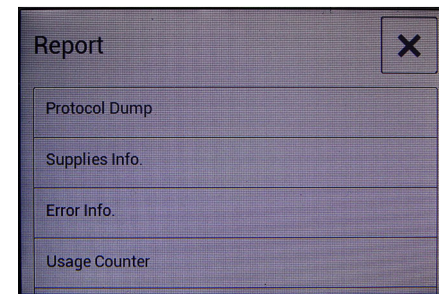 Report
Protocol Dump
Supplies Info.
Error Info.
Usage Counter